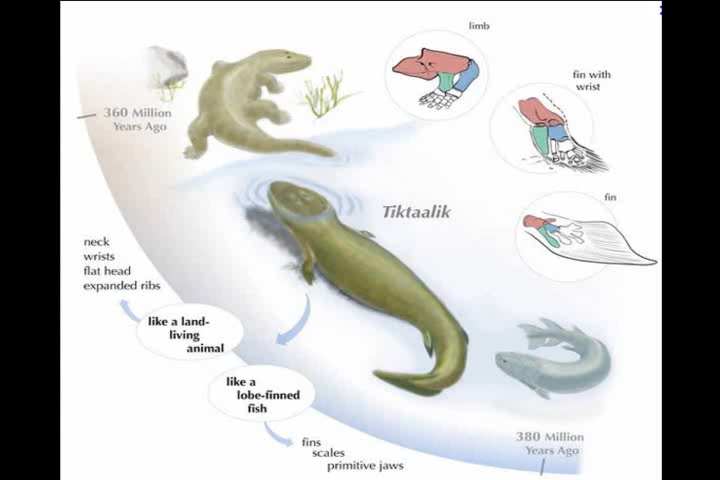 limb
fin with
wrist
360 Million
Years Ago
fin
Tiktaalik
neck
wrists
flat head
expanded ribs
like a land-
living
animal
like a
lobe-finned
fish
fins
scales
primitive jaws
380 Million
Years Ago